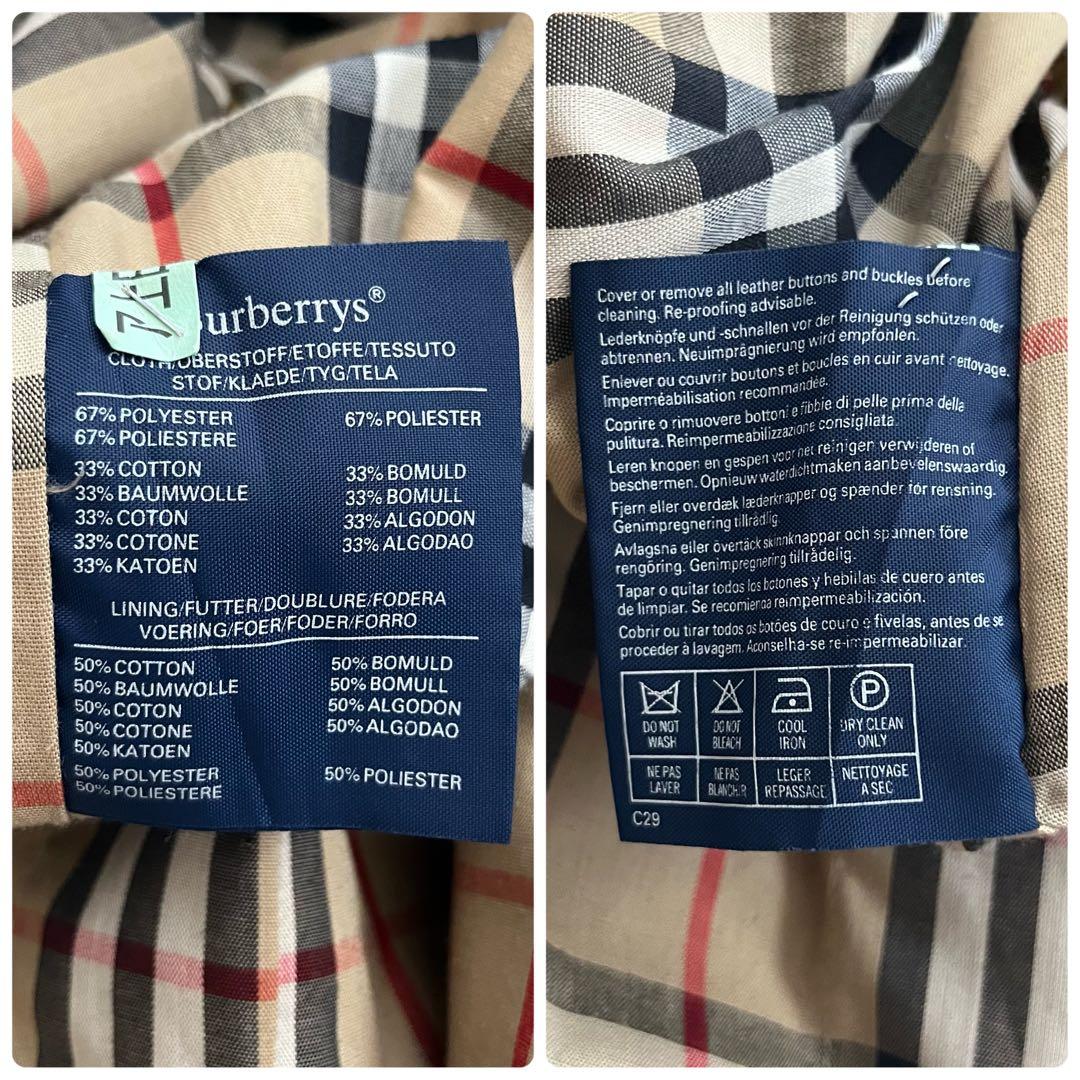 Burberrys®
CLOTH/OBERSTOFF/ETOFFE/TESSUTO
STOF/KLAEDE/TYG/TELA
67% POLYESTER 67% POLIESTER
67% POLIESTERE
33% COTTON 33% BOMULD
33% BAUMWOLLE 33% BOMULL
33% COTON 33% ALGODON
33% COTONE 33% ALGODAO
33% KATOEN
LINING/FUTTER/DOUBLURE/FODERA
VOERING/FOER/FODER/FORRO
50% COTTON 50% BOMULD
50% BAUMWOLLE 50% BOMULL
50% COTON 50% ALGODON
50% COTONE 50% ALGODAO
50% KATOEN
50% POLYESTER 50% POLIESTER
50% POLIESTERE
Cover or remove all leather buttons and buckles before
cleaning. Re-proofing advisable.
Lederknöpfe und -schnallen vor der Reinigung schützen oder
abtrennen. Neuimprägnierung wird empfohlen.
Enlever ou couvrir boutons et boucles en cuir avant nettoyage.
Imperméabilisation recommandée.
Coprire o rimuovere bottoni e fibbie di pelle prima della
pulitura. Reimpermeabilizzazione consigliata.
Leren knopen en gespen voor het reinigen verwijderen of
beschermen. Opnieuw waterdichtmaken aanbevelenswaardig.
Fjern eller overdæk læderknapper og spænder for rensning.
Genimpregnering tillrådlig
Avlagsna eller övertäck skinnknappar och spannen före
rengöring. Genimpregnering tillrådelig.
Tapar o quitar todos los botones y hebillas de cuero antes
de limpiar. Se recomienda reimpermeabilización.
Cobrir ou tirar todos os botões de couro e fivelas, antes de se
proceder à lavagem. Aconselha-se re-impermeabilizar.
P
DO NOT WASH DO NOT BLEACH COOL IRON DRY CLEAN ONLY
NE PAS LAVER NE PAS BLANCHIR LEGER REPASSAGE NETTOYAGE A SEC
C29